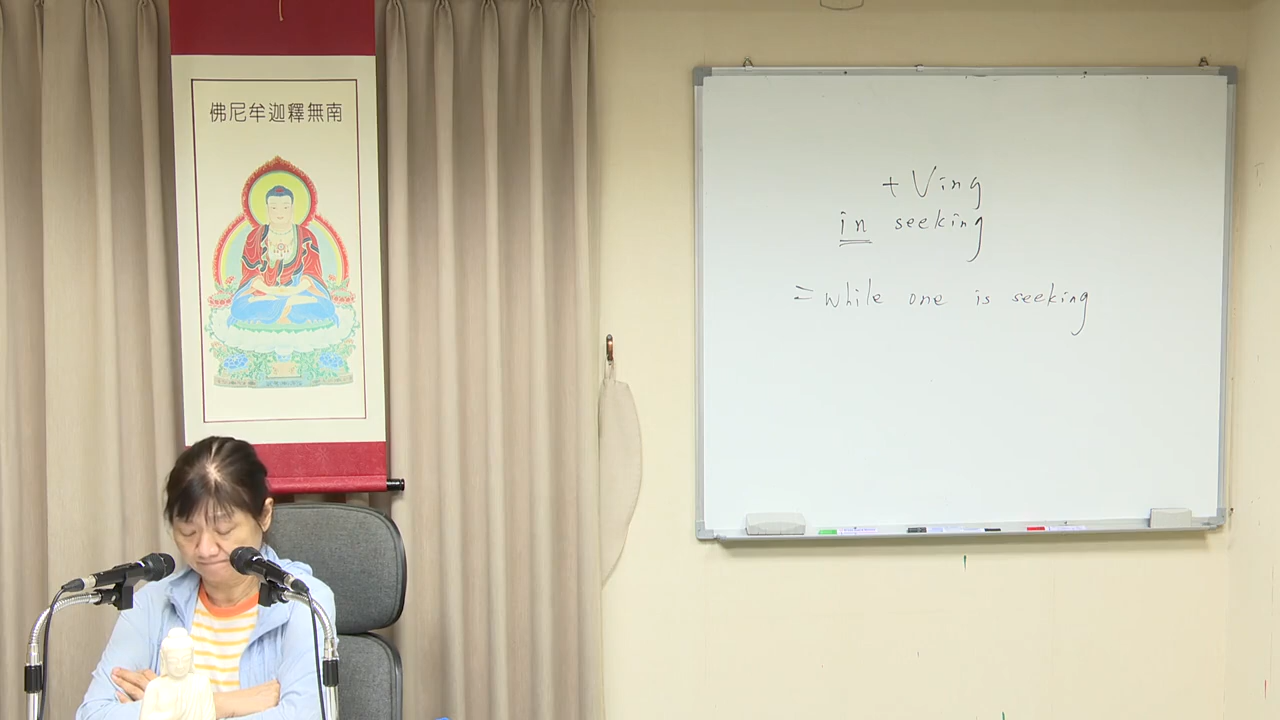 佛尼牟迦釋無南
+ Ving
in seeking
= while one is seeking